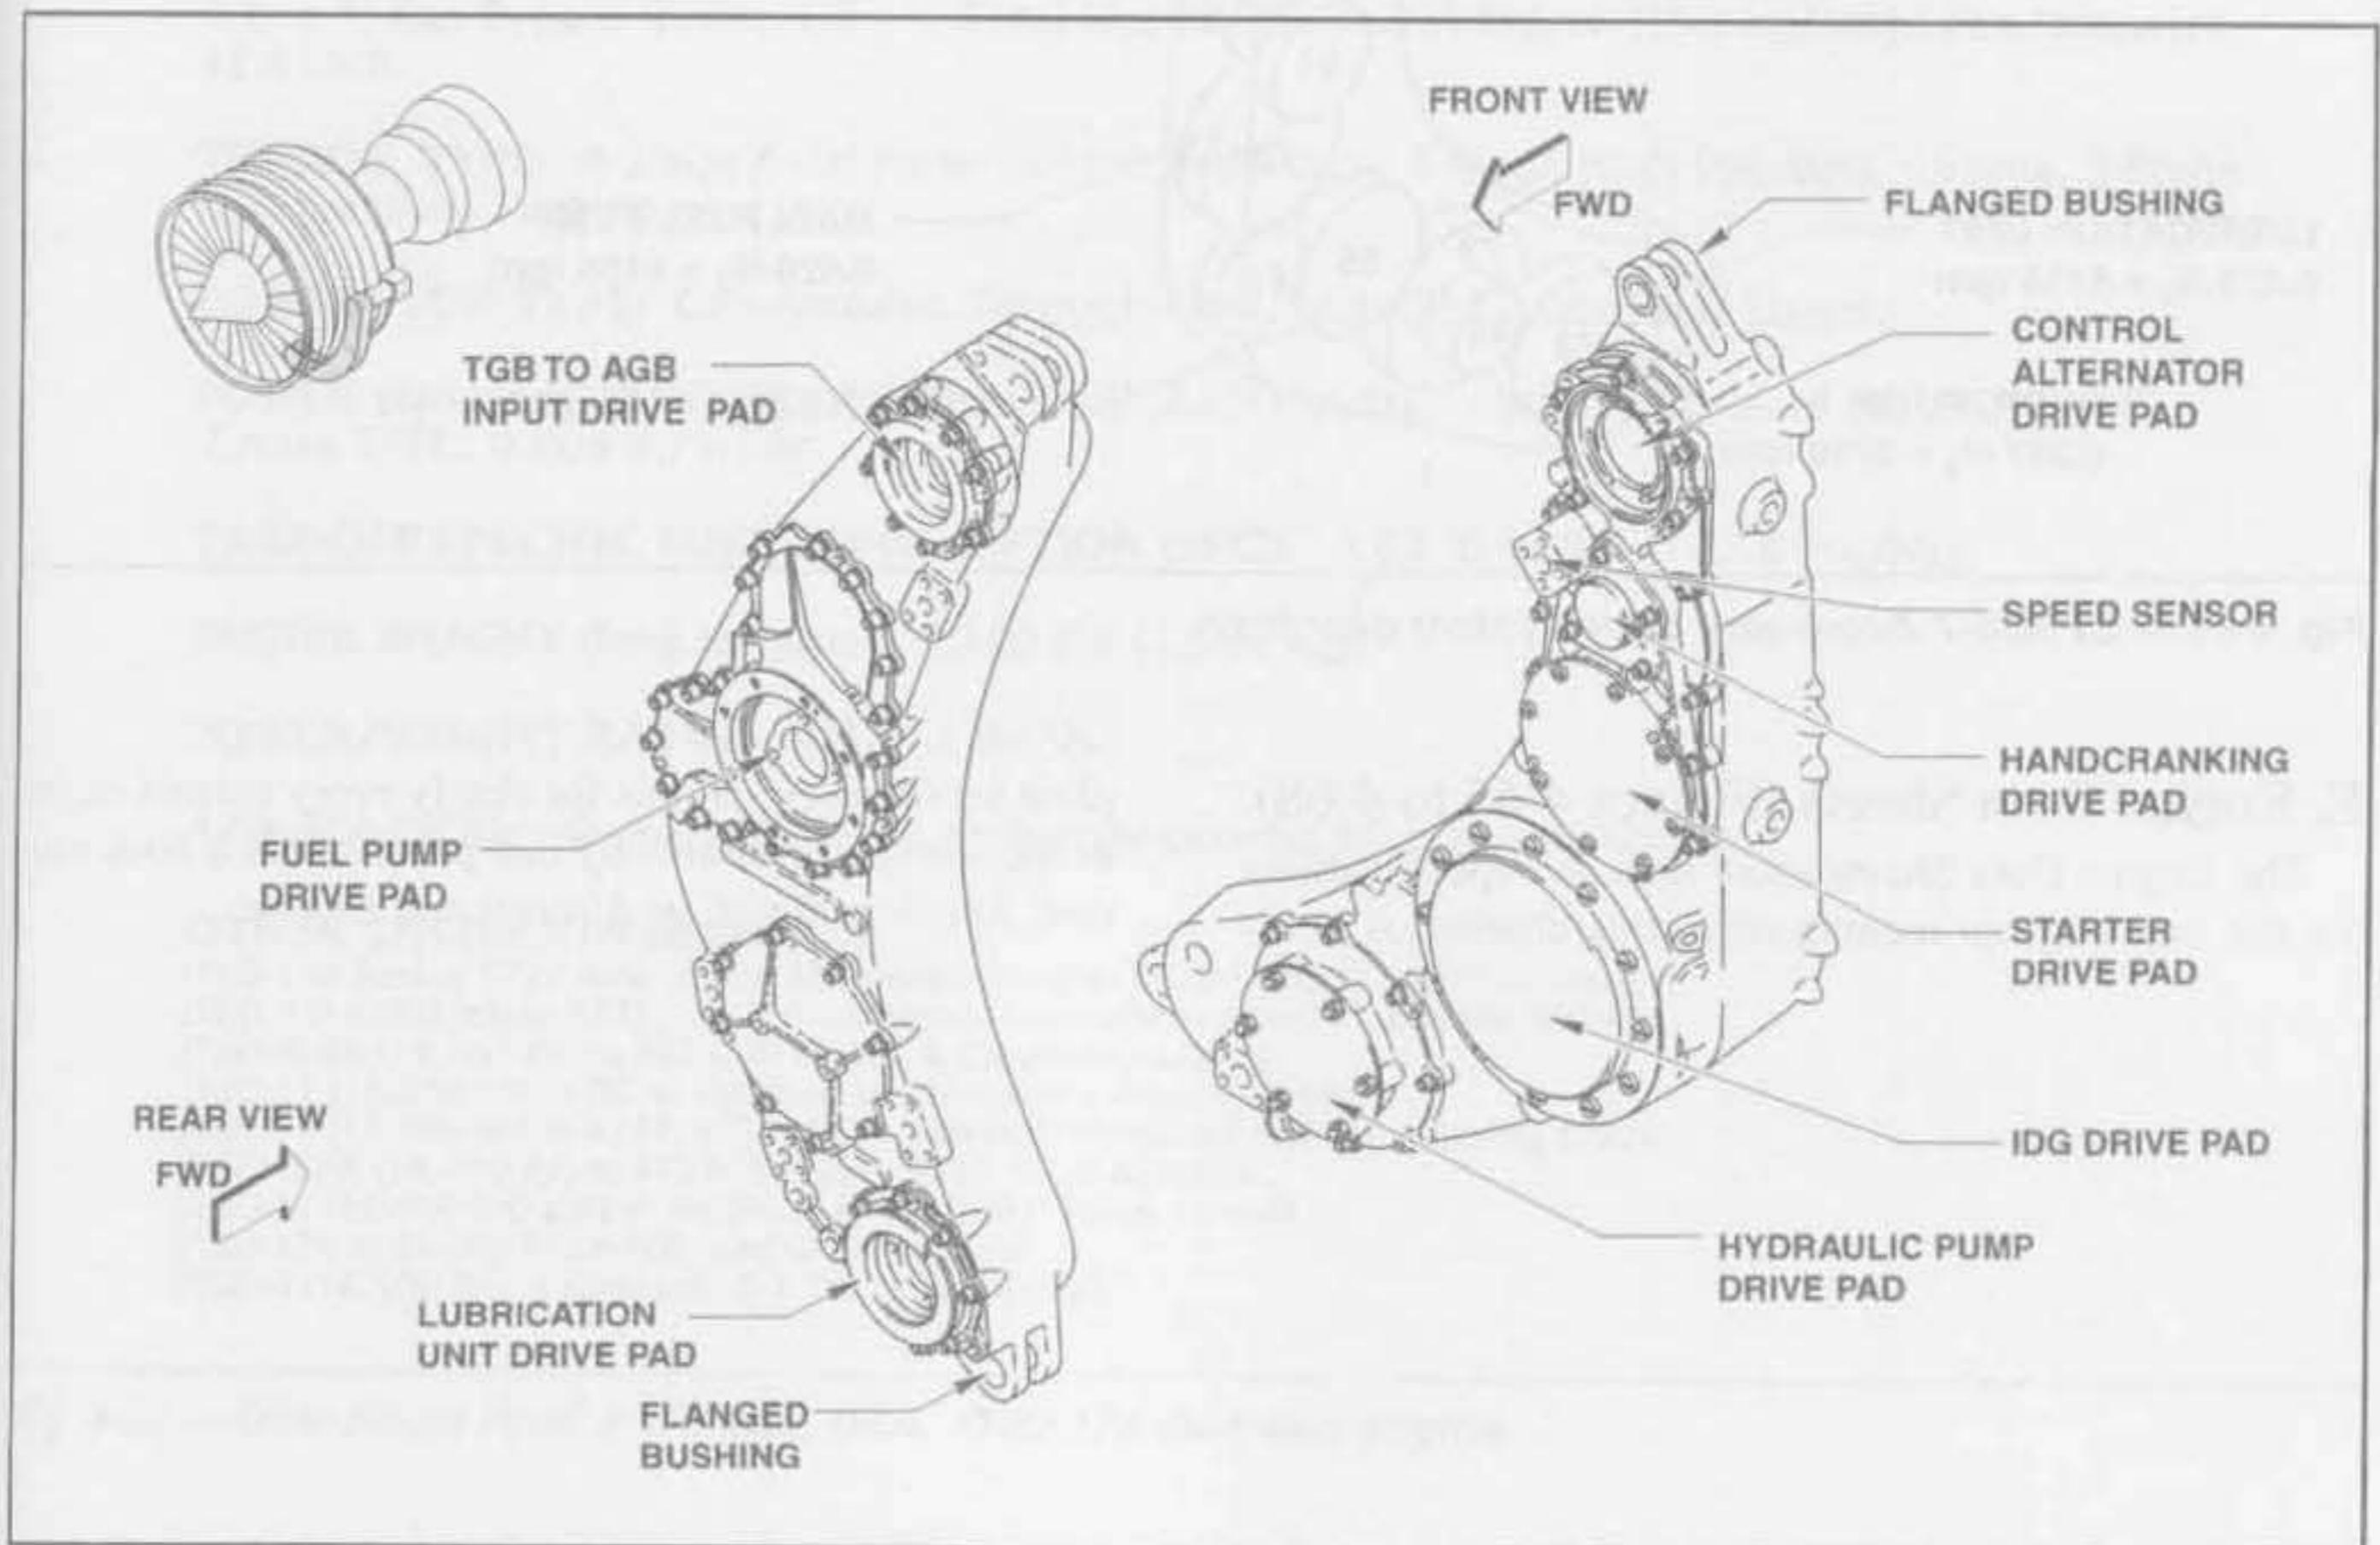 FRONT VIEW
FWD
FLANGED BUSHING
CONTROL
ALTERNATOR
DRIVE PAD
SPEED SENSOR
HANDCRANKING
DRIVE PAD
STARTER
DRIVE PAD
IDG DRIVE PAD
HYDRAULIC PUMP
DRIVE PAD
TGB TO AGB
INPUT DRIVE PAD
FUEL PUMP
DRIVE PAD
REAR VIEW
FWD
LUBRICATION
UNIT DRIVE PAD
FLANGED
BUSHING